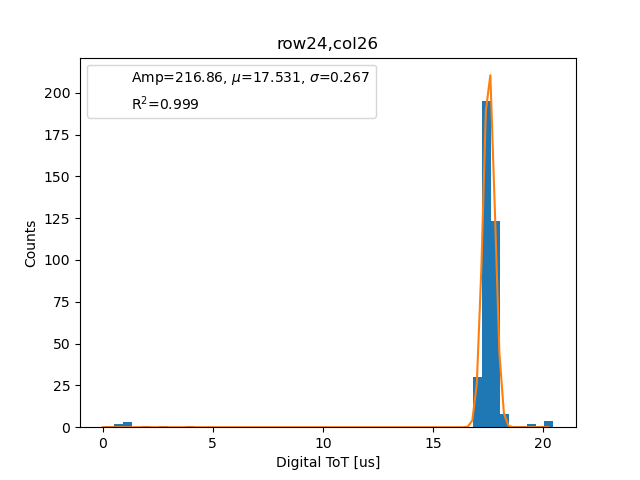 row24,col26
Amp=216.86, μ=17.531, σ=0.267
R²=0.999
200
175
150
125
100
75
50
25
0
Counts
0 5 10 15 20
Digital ToT [us]